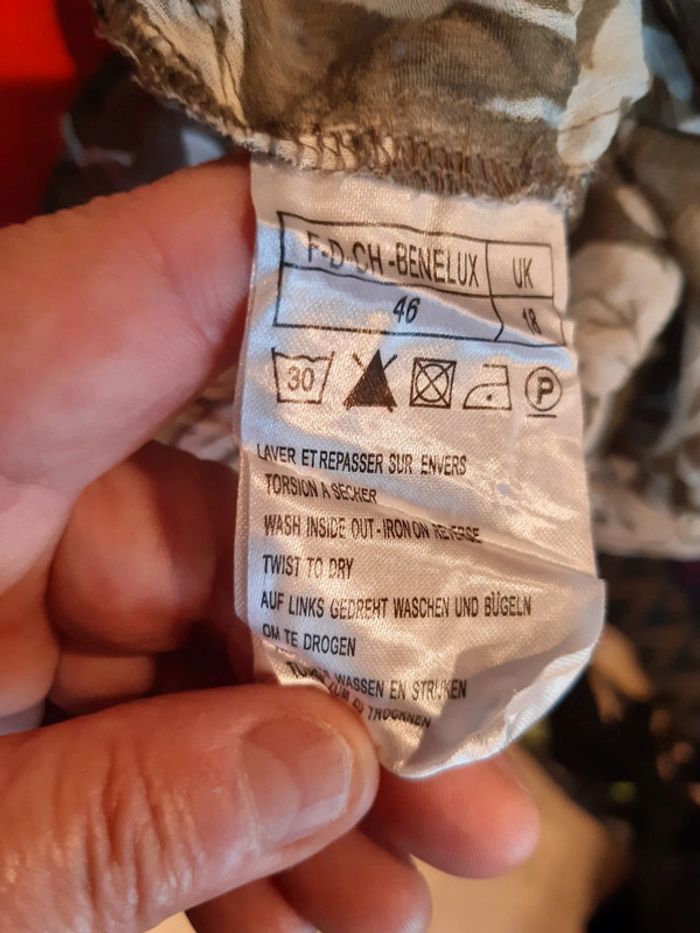 F-D CH-BENELUX UK
46 18
30 P
LAVER ET REPASSER SUR ENVERS
TORSION A SECHER
WASH INSIDE OUT-IRON ON REVERSE
TWIST TO DRY
AUF LINKS GEDREHT WASCHEN UND BÜGELN
OM TE DROGEN
WASSEN EN STRIJKEN
ZUM TROCKNEN